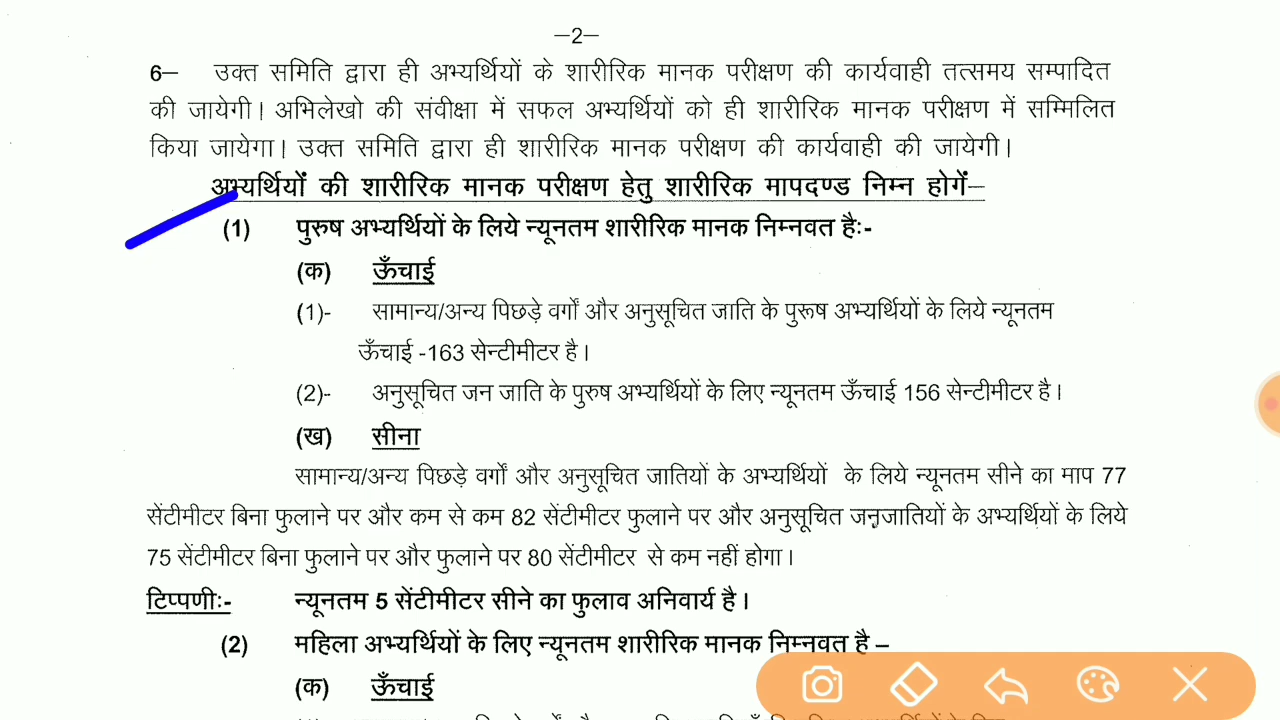 –2–
6– उक्त समिति द्वारा ही अभ्यर्थियों के शारीरिक मानक परीक्षण की कार्यवाही तत्समय सम्पादित
की जायेगी। अभिलेखो की संवीक्षा में सफल अभ्यर्थियों को ही शारीरिक मानक परीक्षण में सम्मिलित
किया जायेगा। उक्त समिति द्वारा ही शारीरिक मानक परीक्षण की कार्यवाही की जायेगी।
अभ्यर्थियों की शारीरिक मानक परीक्षण हेतु शारीरिक मापदण्ड निम्न होगें–
(1) पुरुष अभ्यर्थियों के लिये न्यूनतम शारीरिक मानक निम्नवत हैः-
(क) ऊँचाई
(1)- सामान्य/अन्य पिछड़े वर्गों और अनुसूचित जाति के पुरूष अभ्यर्थियों के लिये न्यूनतम
ऊँचाई -163 सेन्टीमीटर है।
(2)- अनुसूचित जन जाति के पुरुष अभ्यर्थियों के लिए न्यूनतम ऊँचाई 156 सेन्टीमीटर है।
(ख) सीना
सामान्य/अन्य पिछड़े वर्गों और अनुसूचित जातियों के अभ्यर्थियों के लिये न्यूनतम सीने का माप 77
सेंटीमीटर बिना फुलाने पर और कम से कम 82 सेंटीमीटर फुलाने पर और अनुसूचित जनजातियों के अभ्यर्थियों के लिये
75 सेंटीमीटर बिना फुलाने पर और फुलाने पर 80 सेंटीमीटर से कम नहीं होगा।
टिप्पणीः- न्यूनतम 5 सेंटीमीटर सीने का फुलाव अनिवार्य है।
(2) महिला अभ्यर्थियों के लिए न्यूनतम शारीरिक मानक निम्नवत है –
(क) ऊँचाई